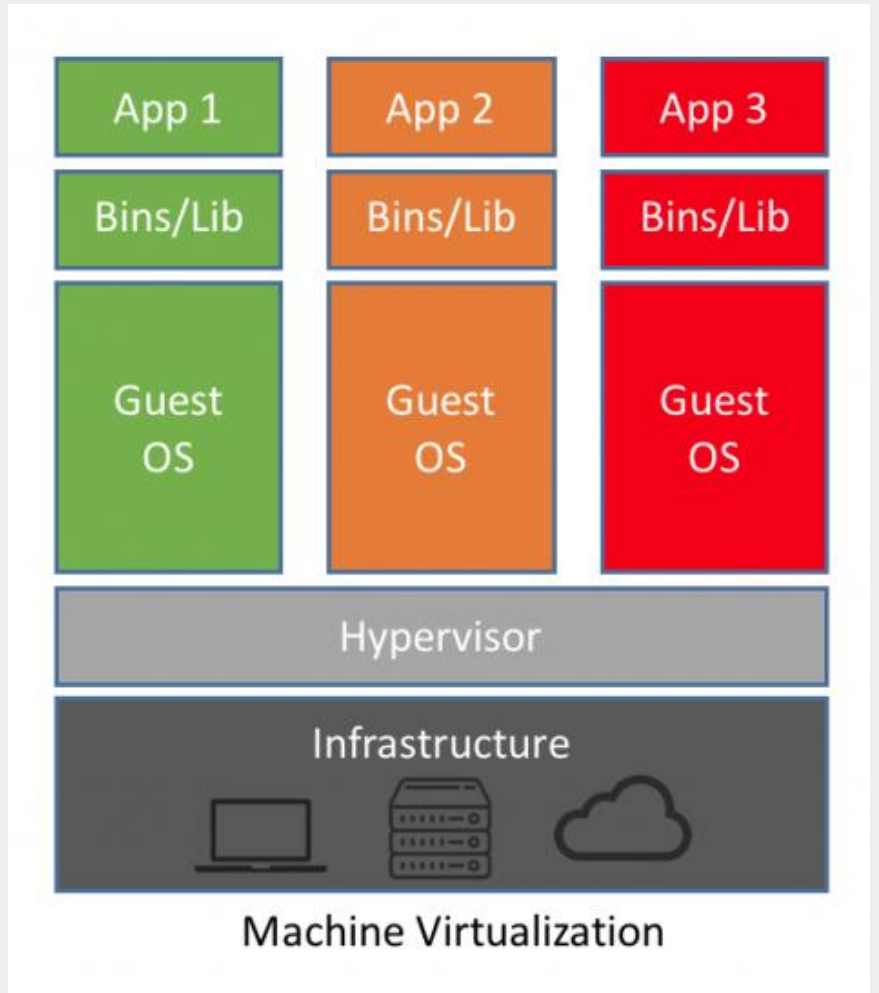 App 1
App 2
App 3
Bins/Lib
Bins/Lib
Bins/Lib
Guest
OS
Guest
OS
Guest
OS
Hypervisor
Infrastructure
Machine Virtualization